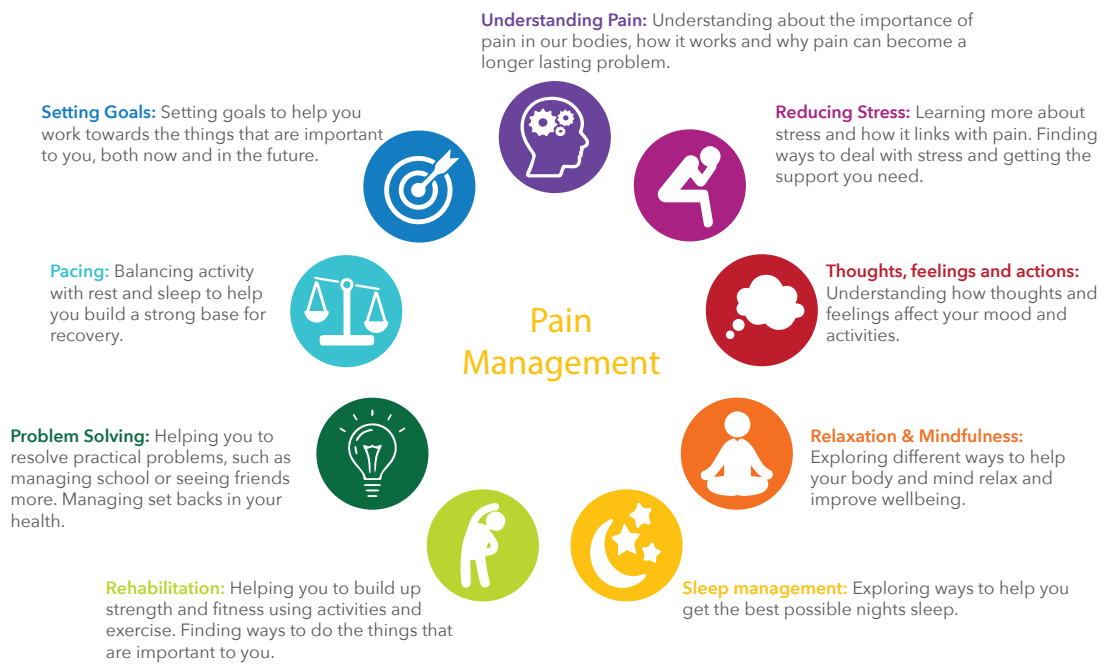 Understanding Pain: Understanding about the importance of
pain in our bodies, how it works and why pain can become a
longer lasting problem.
Reducing Stress: Learning more about
stress and how it links with pain. Finding
ways to deal with stress and getting the
support you need.
Thoughts, feelings and actions:
Understanding how thoughts and
feelings affect your mood and
activities.
Relaxation & Mindfulness:
Exploring different ways to help
your body and mind relax and
improve wellbeing.
Sleep management: Exploring ways to help you
get the best possible nights sleep.
Rehabilitation: Helping you to build up
strength and fitness using activities and
exercise. Finding ways to do the things that
are important to you.
Problem Solving: Helping you to
resolve practical problems, such as
managing school or seeing friends
more. Managing set backs in your
health.
Pacing: Balancing activity
with rest and sleep to help
you build a strong base for
recovery.
Setting Goals: Setting goals to help you
work towards the things that are important
to you, both now and in the future.
Pain
Management